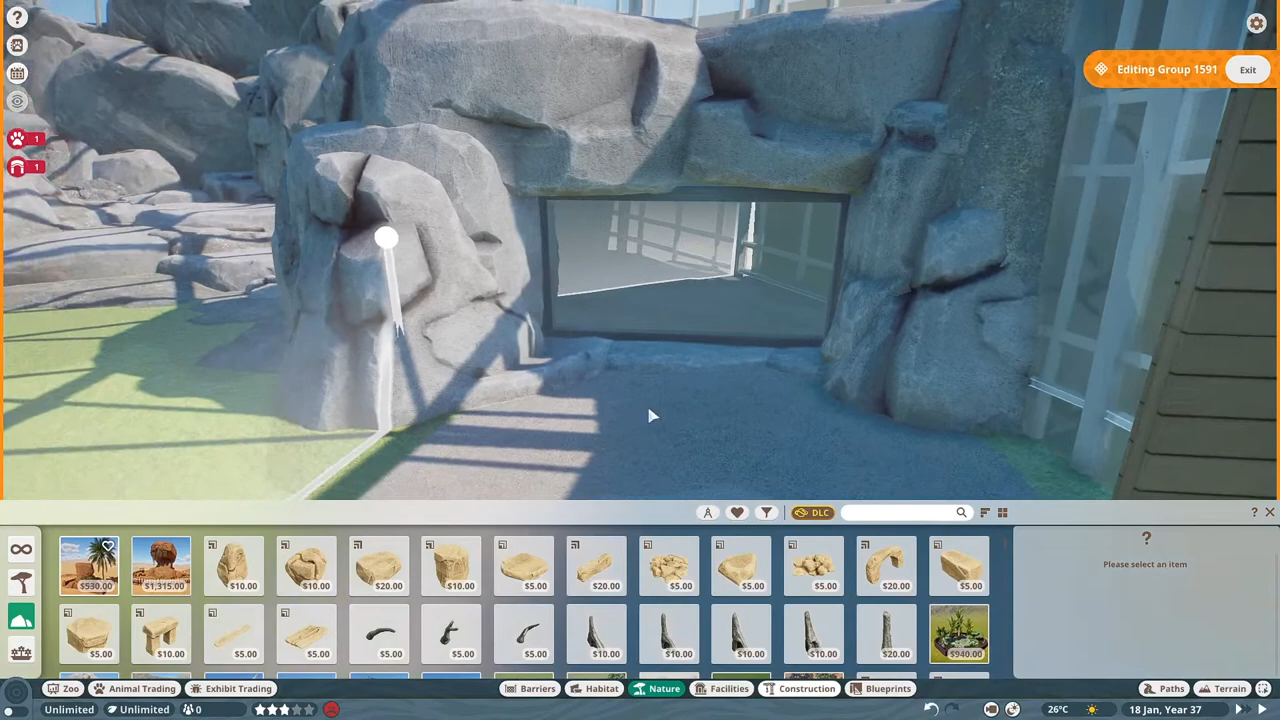 Editing Group 1591
Exit
1
1
DLC
?
$530.00
$1,315.00
$10.00
$10.00
$20.00
$10.00
$5.00
$20.00
$5.00
$5.00
$5.00
$20.00
$5.00
?
Please select an item
$5.00
$10.00
$5.00
$5.00
$5.00
$5.00
$5.00
$10.00
$10.00
$10.00
$10.00
$20.00
$940.00
Zoo
Animal Trading
Exhibit Trading
Barriers
Habitat
Nature
Facilities
Construction
Blueprints
Paths
Terrain
Unlimited
Unlimited
0
26°C
18 Jan, Year 37